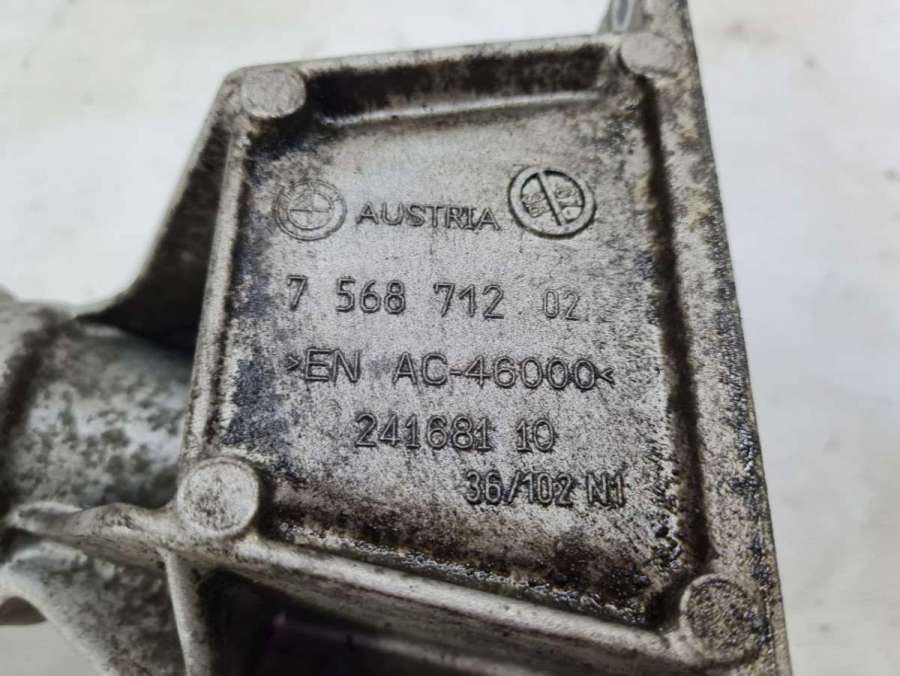 AUSTRIA
7 568 712 02
>EN AC-46000<
241681 10
36/102 N1